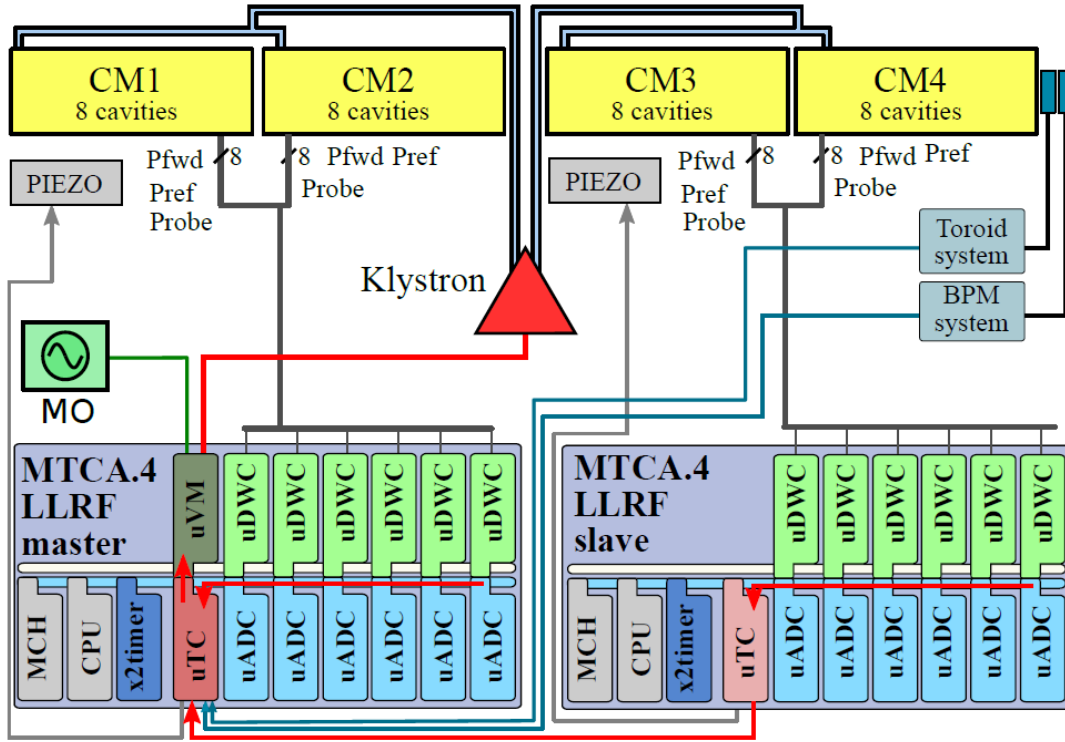 CM1
8 cavities
CM2
8 cavities
CM3
8 cavities
CM4
8 cavities
Pfwd
8
Pref
Probe
8
Pfwd Pref
Probe
PIEZO
Pfwd
8
Pref
Probe
8
Pfwd Pref
Probe
PIEZO
Toroid
system
BPM
system
Klystron
MO
MTCA.4
LLRF
master
uVM
uDWC
uDWC
uDWC
uDWC
uDWC
uDWC
MCH
CPU
x2timer
uTC
uADC
uADC
uADC
uADC
uADC
uADC
MTCA.4
LLRF
slave
uDWC
uDWC
uDWC
uDWC
uDWC
uDWC
MCH
CPU
x2timer
uTC
uADC
uADC
uADC
uADC
uADC
uADC